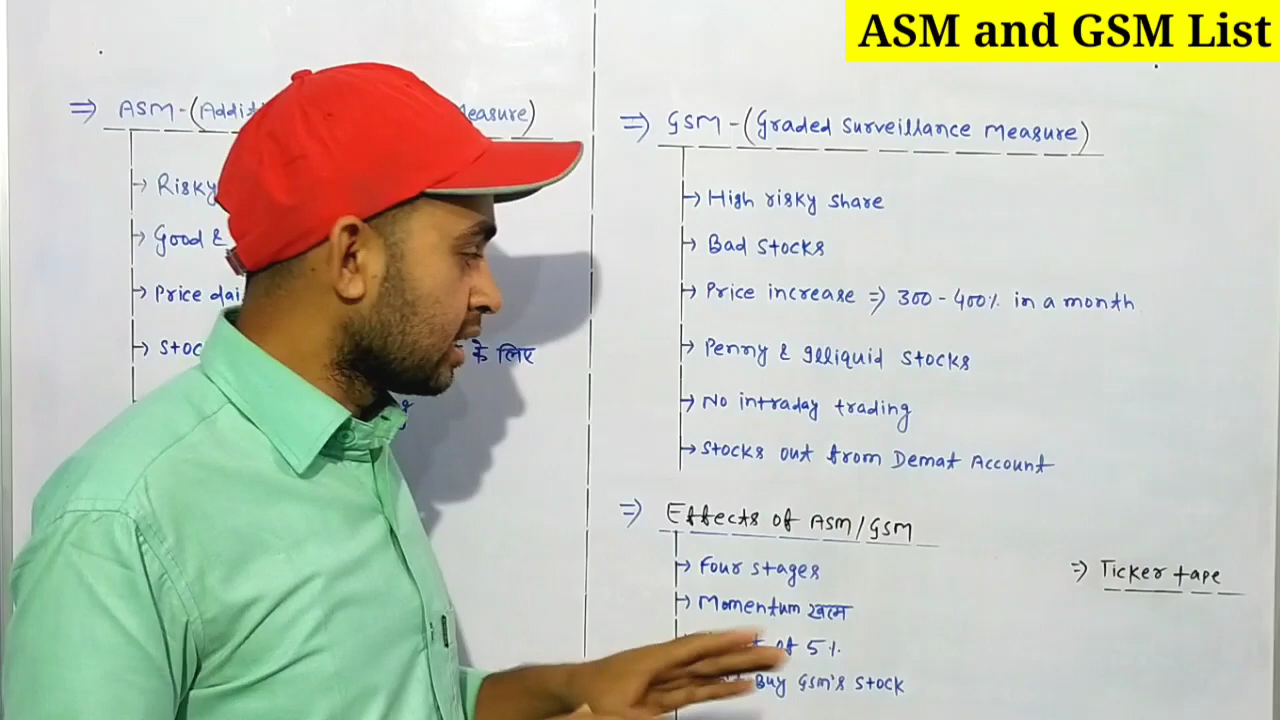 ASM and GSM List
⇒ ASM - (Addit easure)
→ Risky
→ Good &
→ Price dai
→ Stoc के लिए
⇒ GSM - (Graded Surveillance Measure)
→ High risky share
→ Bad stocks
→ Price increase ⇒ 300 - 400% in a month
→ Penny & illiquid stocks
→ No intraday trading
→ Stocks out from Demat Account
⇒ Effects of ASM/GSM
→ Four stages
→ Momentum खत्म
of 5%.
Buy GSM's stock
⇒ Ticker tape